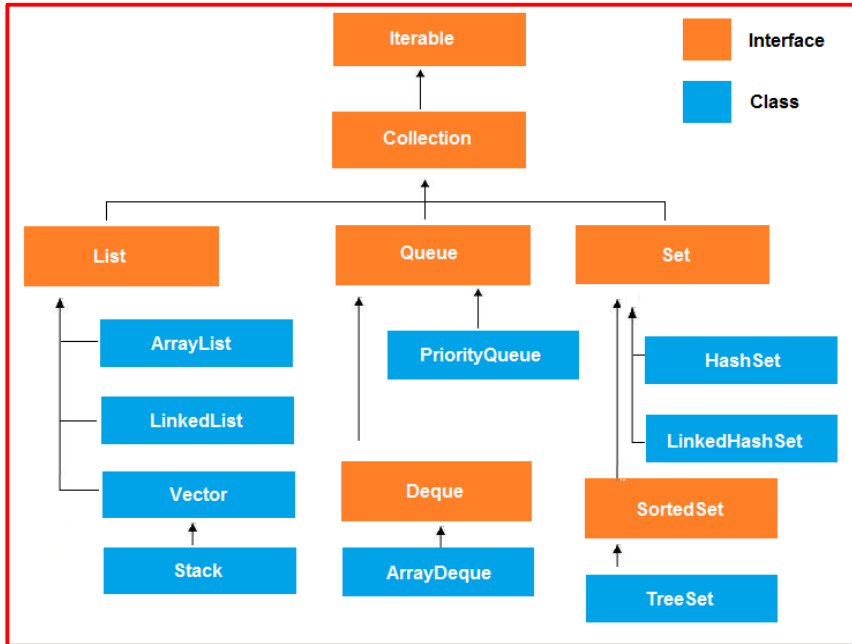 Iterable
Interface
Class
Collection
List
Queue
Set
ArrayList
PriorityQueue
HashSet
LinkedList
LinkedHashSet
Vector
Deque
SortedSet
Stack
ArrayDeque
TreeSet